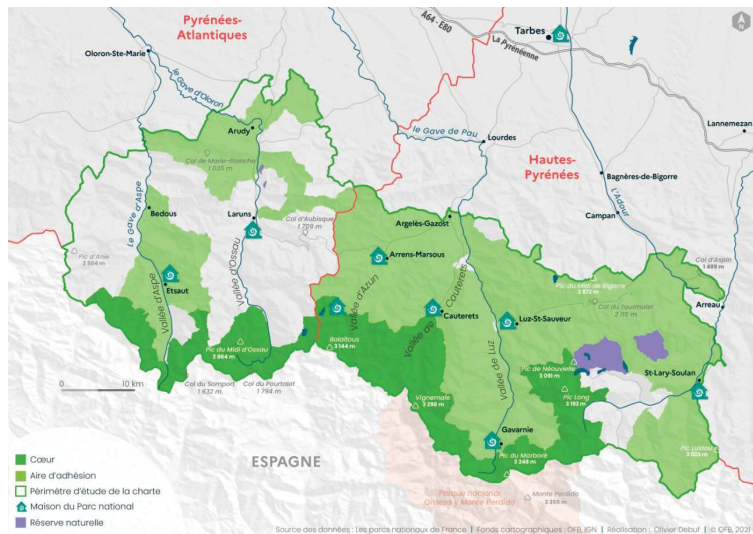 Pyrénées-
Atlantiques
A64 - E80
La Pyrénéenne
Tarbes
Oloron-Ste-Marie
le Gave d'Oloron
Arudy
le Gave de Pau
Lourdes
Lannemezan
Col de Marie-Blanche
1 035 m
Hautes-
Pyrénées
Bagnères-de-Bigorre
L'Adour
Campan
Le Gave d'Aspe
Bedous
Laruns
Col d'Aubisque
1 709 m
Argelès-Gazost
Pic d'Anie
2 504 m
Vallée d'Ossau
Arrens-Marsous
Col d'Aspin
1 489 m
Pic du Midi de Bigorre
2 872 m
Etsaut
Vallée d'Aspe
Vallée d'Azun
Vallée de Cauterets
Col du Tourmalet
2 115 m
Arreau
Cauterets
Luz-St-Sauveur
Balaïtous
3 144 m
Pic du Midi d'Ossau
2 884 m
Vallée de Luz
Pic de Néouvielle
3 091 m
St-Lary-Soulan
0
10 km
Col du Somport
1 632 m
Col du Pourtalet
1 794 m
Pic Long
3 192 m
Vignemale
3 298 m
Gavarnie
Pic Lustou
3 023 m
ESPAGNE
Pic du Marboré
3 248 m
Parque nacional
Ordesa y Monte Perdido
Monte Perdido
3 355 m
Cœur
Aire d'adhésion
Périmètre d'étude de la charte
Maison du Parc national
Réserve naturelle
Source des données : Les parcs nationaux de France | Fonds cartographiques : OFB, IGN | Réalisation : Olivier Debuf | © OFB, 2021